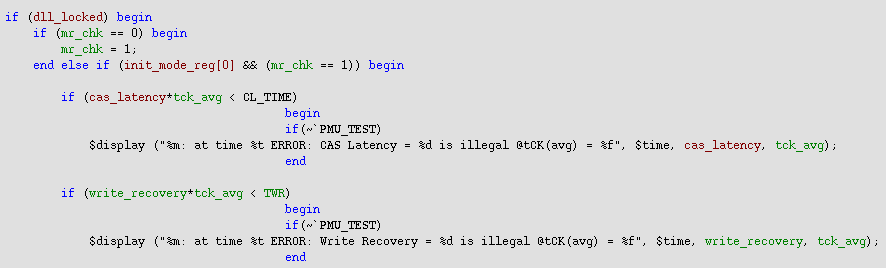 if (dll_locked) begin
if (mr_chk == 0) begin
mr_chk = 1;
end else if (init_mode_reg[0] && (mr_chk == 1)) begin
if (cas_latency*tck_avg < CL_TIME)
begin
if(~`PMU_TEST)
$display ("%m: at time %t ERROR: CAS Latency = %d is illegal @tCK(avg) = %f", $time, cas_latency, tck_avg);
end
if (write_recovery*tck_avg < TWR)
begin
if(~`PMU_TEST)
$display ("%m: at time %t ERROR: Write Recovery = %d is illegal @tCK(avg) = %f", $time, write_recovery, tck_avg);
end